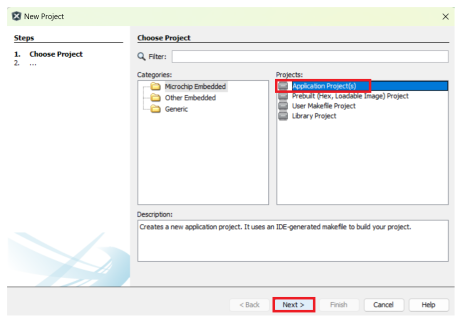 New Project
Steps
1. Choose Project
2. ...
Choose Project
Filter:
Categories:
Microchip Embedded
Other Embedded
Generic
Projects:
Application Project(s)
Prebuilt (Hex, Loadable Image) Project
User Makefile Project
Library Project
Description:
Creates a new application project. It uses an IDE-generated makefile to build your project.
< Back Next > Finish Cancel Help